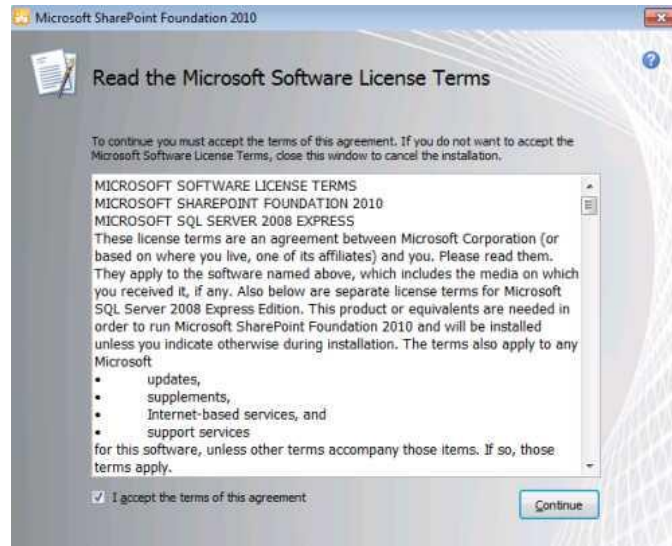 Microsoft SharePoint Foundation 2010
Read the Microsoft Software License Terms
To continue you must accept the terms of this agreement. If you do not want to accept the
Microsoft Software License Terms, close this window to cancel the installation.
MICROSOFT SOFTWARE LICENSE TERMS
MICROSOFT SHAREPOINT FOUNDATION 2010
MICROSOFT SQL SERVER 2008 EXPRESS
These license terms are an agreement between Microsoft Corporation (or
based on where you live, one of its affiliates) and you. Please read them.
They apply to the software named above, which includes the media on which
you received it, if any. Also below are separate license terms for Microsoft
SQL Server 2008 Express Edition. This product or equivalents are needed in
order to run Microsoft SharePoint Foundation 2010 and will be installed
unless you indicate otherwise during installation. The terms also apply to any
Microsoft
• updates,
• supplements,
• Internet-based services, and
• support services
for this software, unless other terms accompany those items. If so, those
terms apply.
I accept the terms of this agreement
Continue